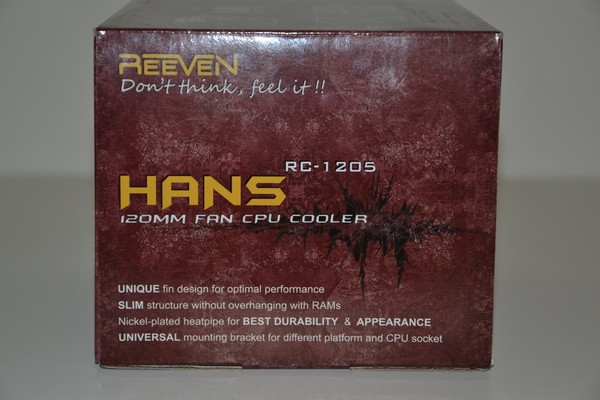 REEVEN
Don't think, feel it !!
RC-1205
HANS
120MM FAN CPU COOLER
UNIQUE fin design for optimal performance
SLIM structure without overhanging with RAMs
Nickel-plated heatpipe for BEST DURABILITY & APPEARANCE
UNIVERSAL mounting bracket for different platform and CPU socket